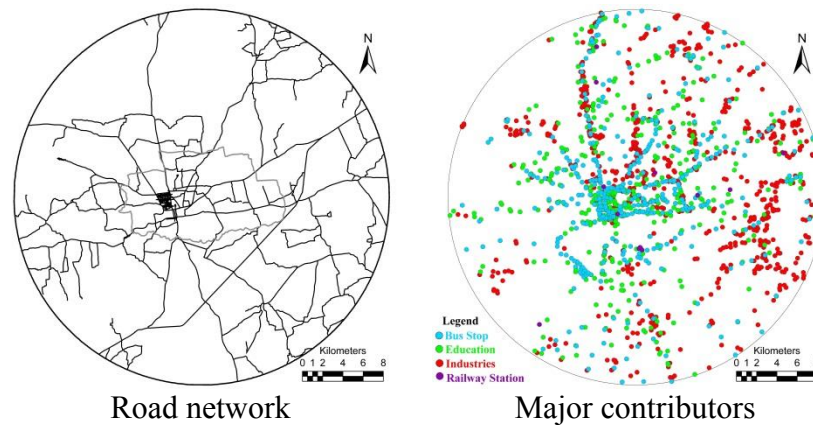 N
Kilometers
0 1 2 4 6 8
Road network
N
Legend
Bus Stop
Education
Industries
Railway Station
Kilometers
0 1 2 4 6
Major contributors